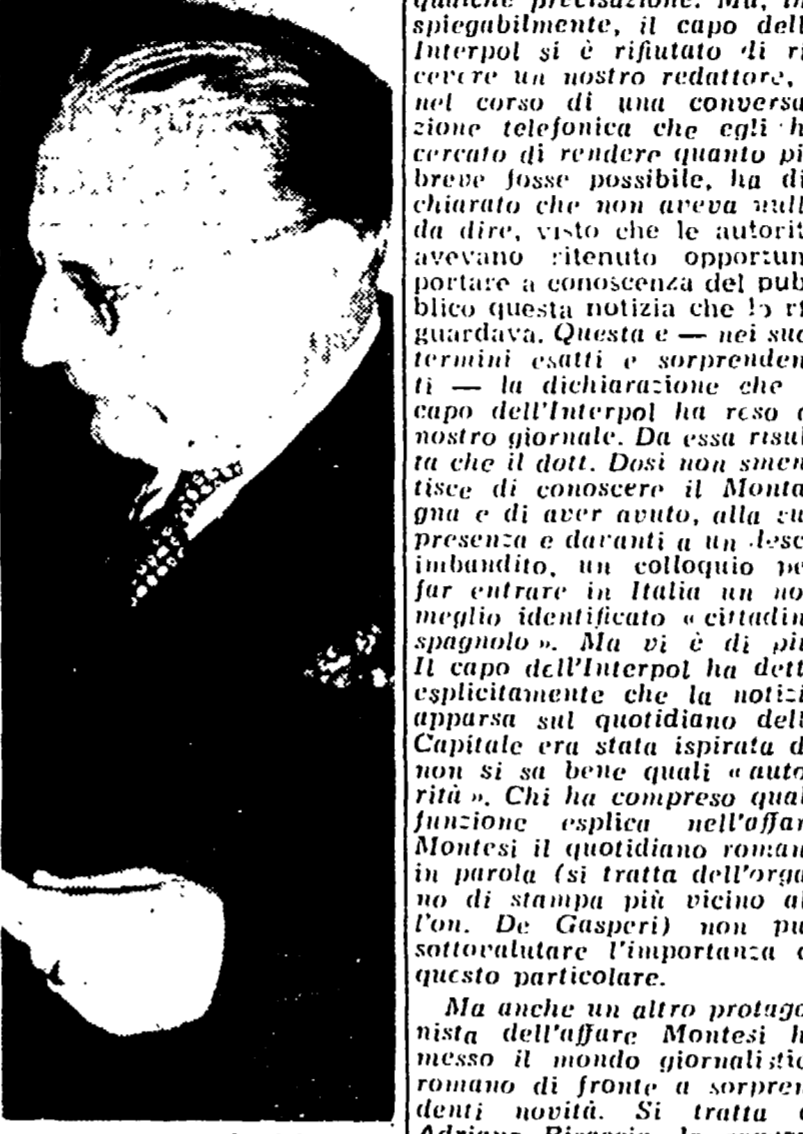 qualche precisazione. Ma, in
spiegabilmente, il capo dell
Interpol si è rifiutato di ri
cevere un nostro redattore,
nel corso di una conversa
zione telefonica che egli h
cercato di rendere quanto pi
breve fosse possibile, ha di
chiarato che non aveva null
da dire, visto che le autorit
avevano ritenuto opportun
portare a conoscenza del pub
blico questa notizia che lo ri
guardava. Questa e — nei suo
termini esatti e sorprenden
ti — la dichiarazione che
capo dell'Interpol ha reso a
nostro giornale. Da essa risul
ta che il dott. Dosi non smen
tisce di conoscere il Monta
gna e di aver avuto, alla su
presenza e davanti a un desc
imbandito, un colloquio pe
far entrare in Italia un no
meglio identificato « cittadin
spagnolo ». Ma vi è di più
Il capo dell'Interpol ha dett
esplicitamente che la notizi
apparsa sul quotidiano dell
Capitale era stata ispirata d
non si sa bene quali « auto
rità ». Chi ha compreso qual
funzione esplica nell'affar
Montesi il quotidiano roman
in parola (si tratta dell'orga
no di stampa più vicino al
l'on. De Gasperi) non pu
sottovalutare l'importanza d
questo particolare.
Ma anche un altro protago
nista dell'affare Montesi h
messo il mondo giornalistic
romano di fronte a sorpren
denti novità. Si tratta d
Adriana